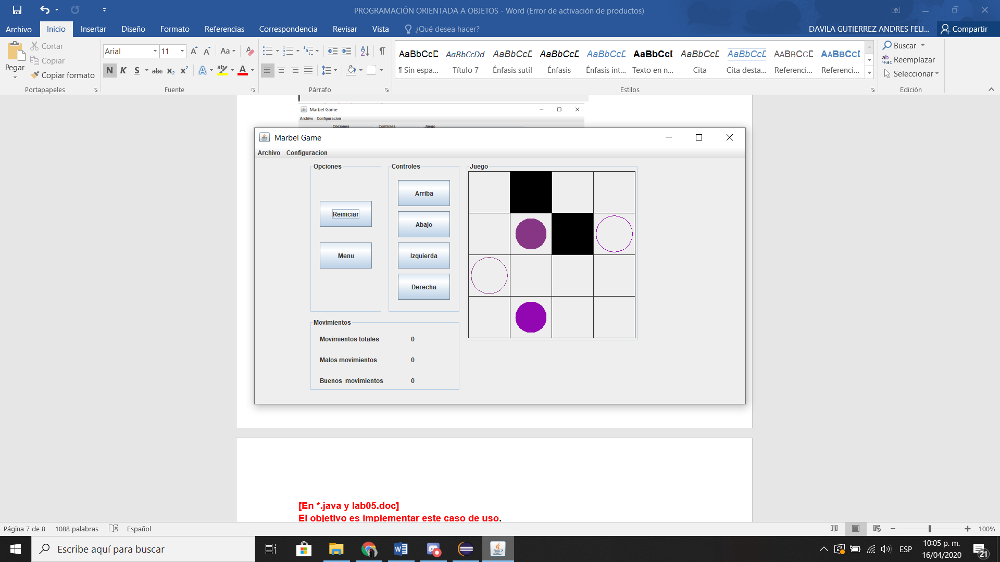 PROGRAMACIÓN ORIENTADA A OBJETOS - Word (Error de activación de productos)
Archivo Inicio Insertar Diseño Formato Referencias Correspondencia Revisar Vista ¿Qué desea hacer? DAVILA GUTIERREZ ANDRES FELI... Compartir
Pegar
Cortar
Copiar
Copiar formato
Portapapeles
Arial 11
Aa
N K S abc x2 x2 A ab A
Fuente
Párrafo
AaBbCcD AaBbCcDd AaBbCcD AaBbCcD AaBbCcD AaBbCcD AaBbCcD AaBbCcD AaBbCcD AaBbCcD
¶ Sin espa... Título 7 Énfasis sutil Énfasis Énfasis int... Texto en n... Cita Cita desta... Referenci... Referenci...
Estilos
Buscar
Reemplazar
Seleccionar
Edición
Marbel Game
Archivo Configuracion
Opciones Controles Juego
Marbel Game
Archivo Configuracion
Opciones
Reiniciar
Menu
Controles
Arriba
Abajo
Izquierda
Derecha
Juego
Movimientos
Movimientos totales 0
Malos movimientos 0
Buenos movimientos 0
[En *.java y lab05.doc]
El objetivo es implementar este caso de uso.
Página 7 de 8 1088 palabras Español 100%
Escribe aquí para buscar
ESP
10:05 p. m.
16/04/2020
21